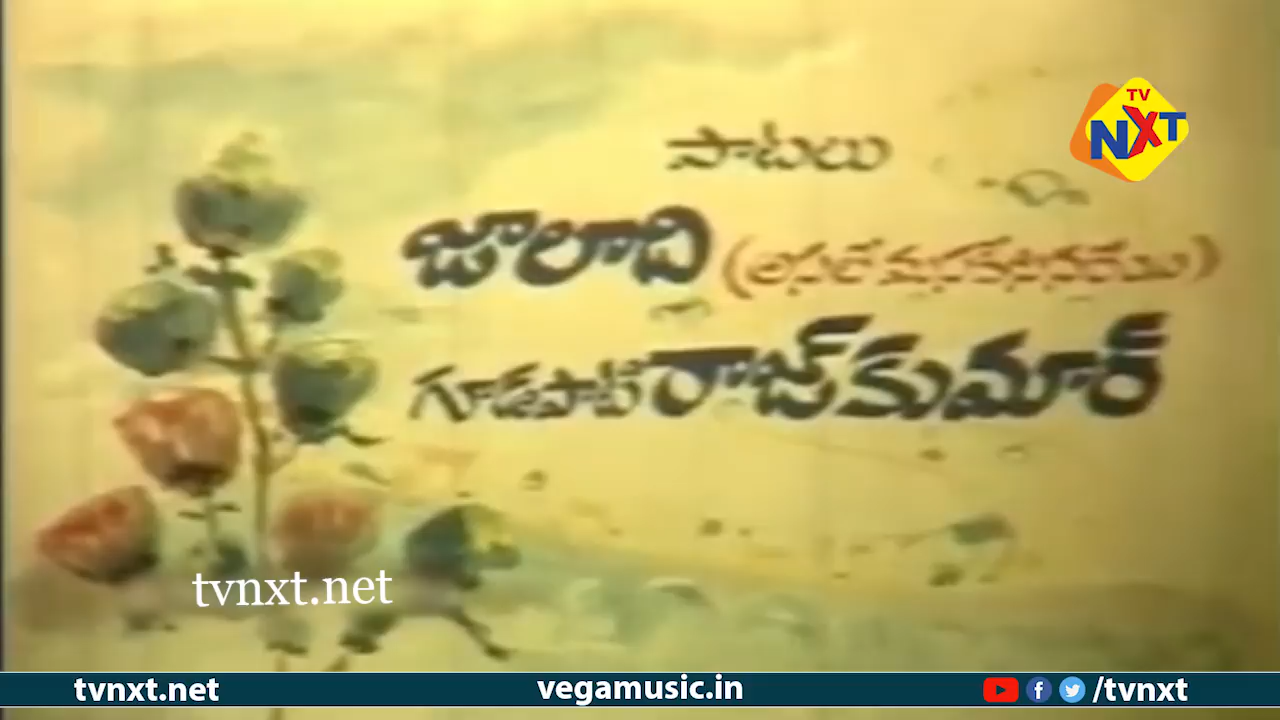 పాటలు
TV
NXT
జాలాది
గూడపాటి రాజ్ కుమార్
tvnxt.net
tvnxt.net vegamusic.in /tvnxt